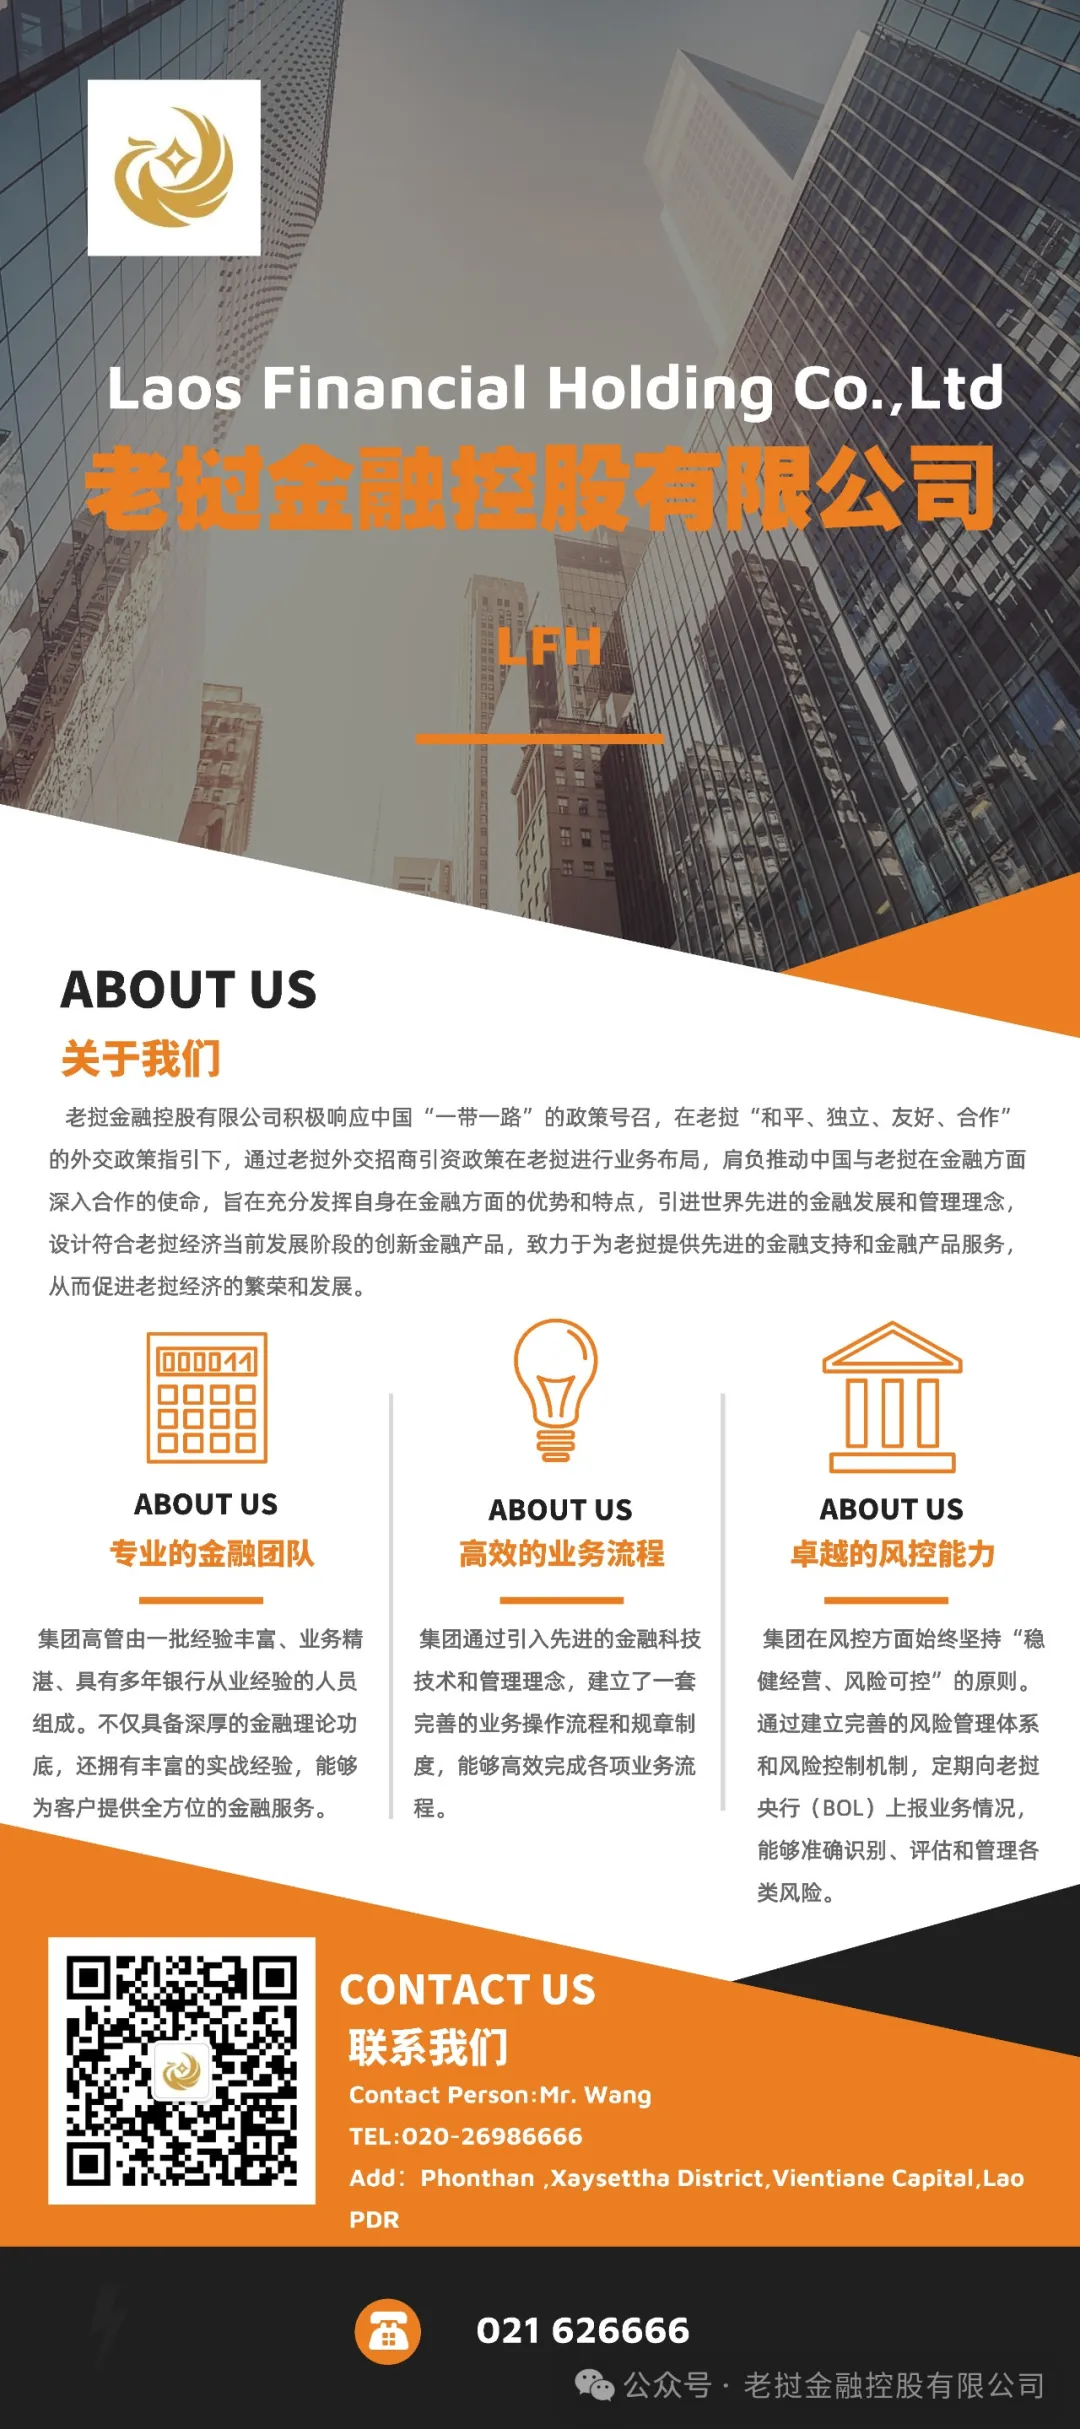 Laos Financial Holding Co.,Ltd
老挝金融控股有限公司
LFH
ABOUT US
关于我们
老挝金融控股有限公司积极响应中国“一带一路”的政策号召，在老挝“和平、独立、友好、合作”
的外交政策指引下，通过老挝外交招商引资政策在老挝进行业务布局，肩负推动中国与老挝在金融方面
深入合作的使命，旨在充分发挥自身在金融方面的优势和特点，引进世界先进的金融发展和管理理念，
设计符合老挝经济当前发展阶段的创新金融产品，致力于为老挝提供先进的金融支持和金融产品服务，
从而促进老挝经济的繁荣和发展。
000011
ABOUT US
专业的金融团队
集团高管由一批经验丰富、业务精
湛、具有多年银行从业经验的人员
组成。不仅具备深厚的金融理论功
底，还拥有丰富的实战经验，能够
为客户提供全方位的金融服务。
ABOUT US
高效的业务流程
集团通过引入先进的金融科技
技术和管理理念，建立了一套
完善的业务操作流程和规章制
度，能够高效完成各项业务流
程。
ABOUT US
卓越的风控能力
集团在风控方面始终坚持“稳
健经营、风险可控”的原则。
通过建立完善的风险管理体系
和风险控制机制，定期向老挝
央行（BOL）上报业务情况，
能够准确识别、评估和管理各
类风险。
CONTACT US
联系我们
Contact Person:Mr. Wang
TEL:020-26986666
Add：Phonthan ,Xaysettha District,Vientiane Capital,Lao
PDR
021 626666
公众号·老挝金融控股有限公司